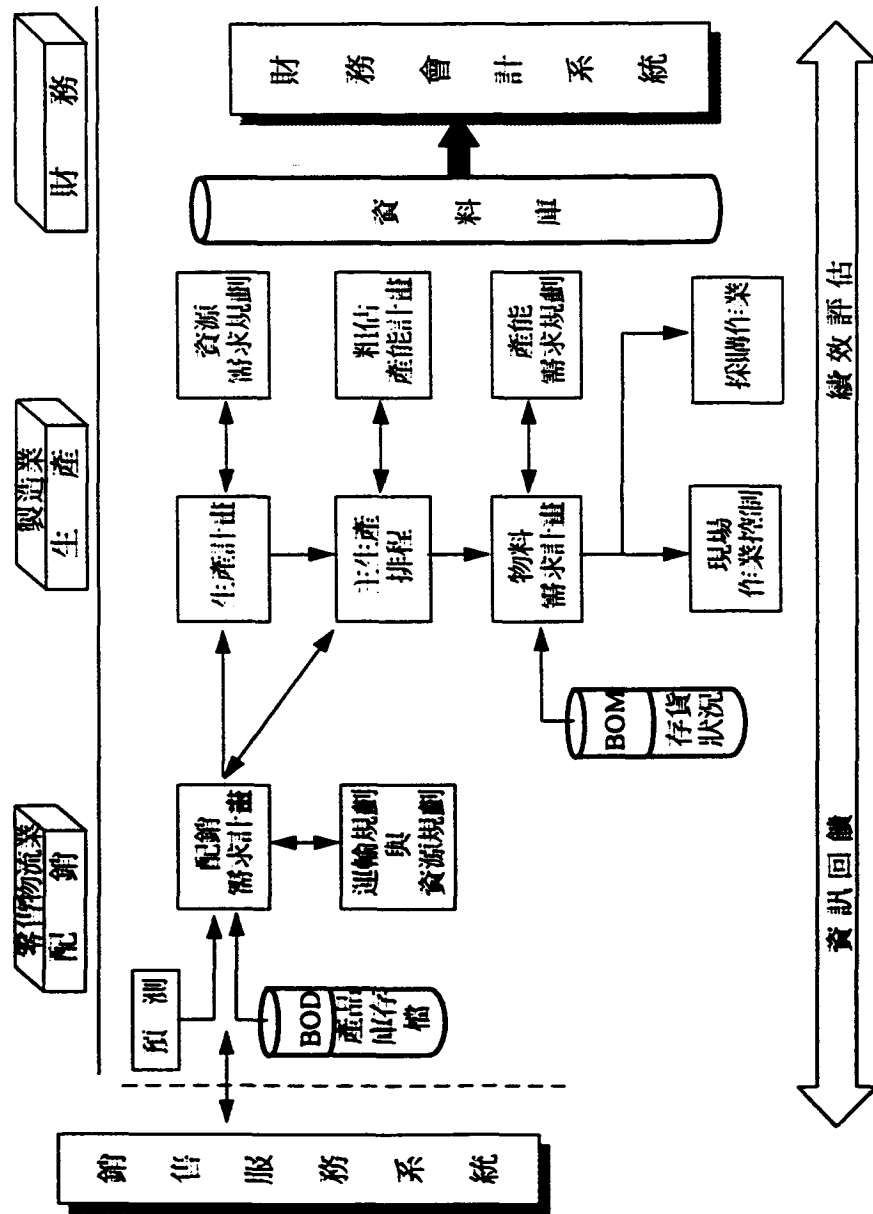 零售物流業
配銷
製造業
生產
財務
銷售服務系統
預測
BOD
產品
庫存
檔
配銷
需求計畫
運輸規劃
與
資源規劃
生產計畫
主生產
排程
物料
需求計畫
BOM
存貨
狀況
現場
作業控制
採購作業
資源
需求規劃
粗估
產能計畫
產能
需求規劃
資料庫
財務會計系統
資訊回饋
績效評估